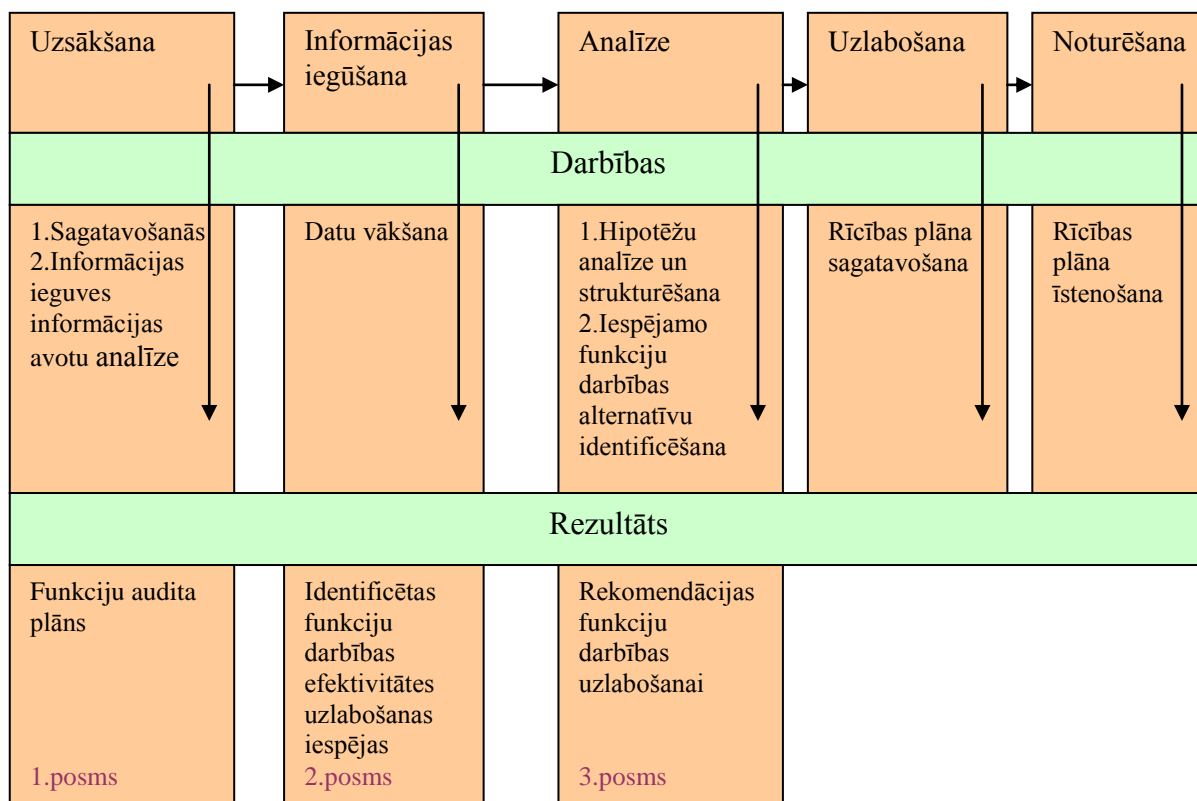 Uzsākšana
Informācijas
iegūšana
Analīze
Uzlabošana
Noturēšana
Darbības
1.Sagatavošanās
2.Informācijas
ieguves
informācijas
avotu analīze
Datu vākšana
1.Hipotēžu
analīze un
strukturēšana
2.Iespējamo
funkciju
darbības
alternatīvu
identificēšana
Rīcības plāna
sagatavošana
Rīcības
plāna
īstenošana
Rezultāts
Funkciju audita
plāns
1.posms
Identificētas
funkciju
darbības
efektivitātes
uzlabošanas
iespējas
2.posms
Rekomendācijas
funkciju
darbības
uzlabošanai
3.posms